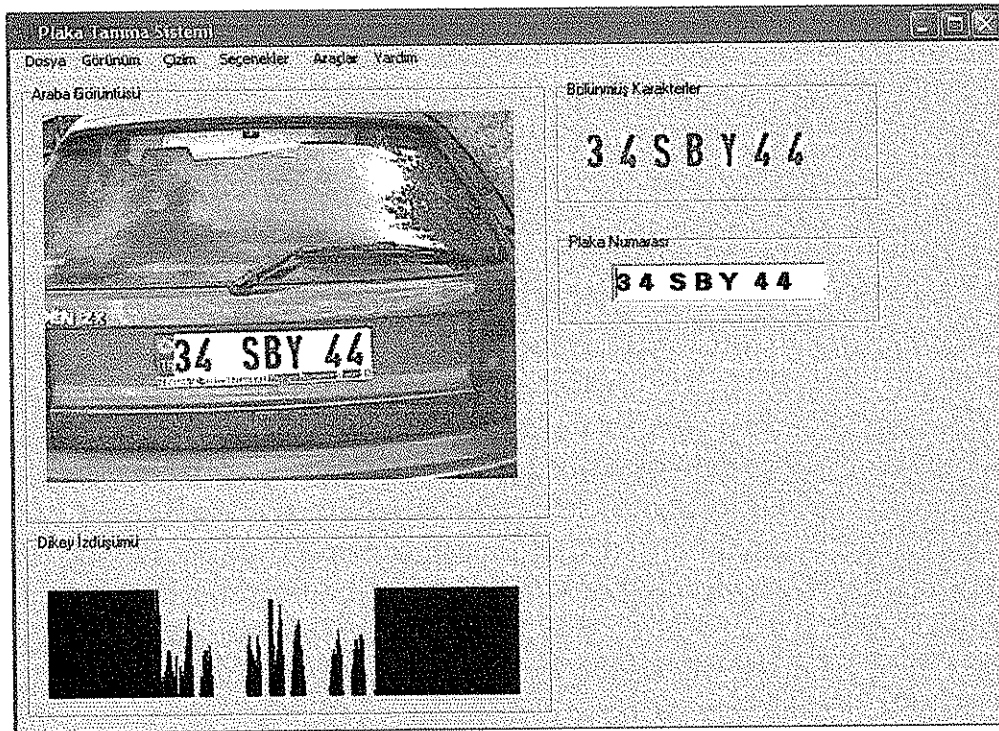 Plaka Tanıma Sistemi
Dosya Görünüm Çizim Seçenekler Araçlar Yardım
Araba Görüntüsü
34 SBY 44
Bölünmüş Karakterler
3 4 S B Y 4 4
Plaka Numarası
34 SBY 44
Dikey İzdüşümü